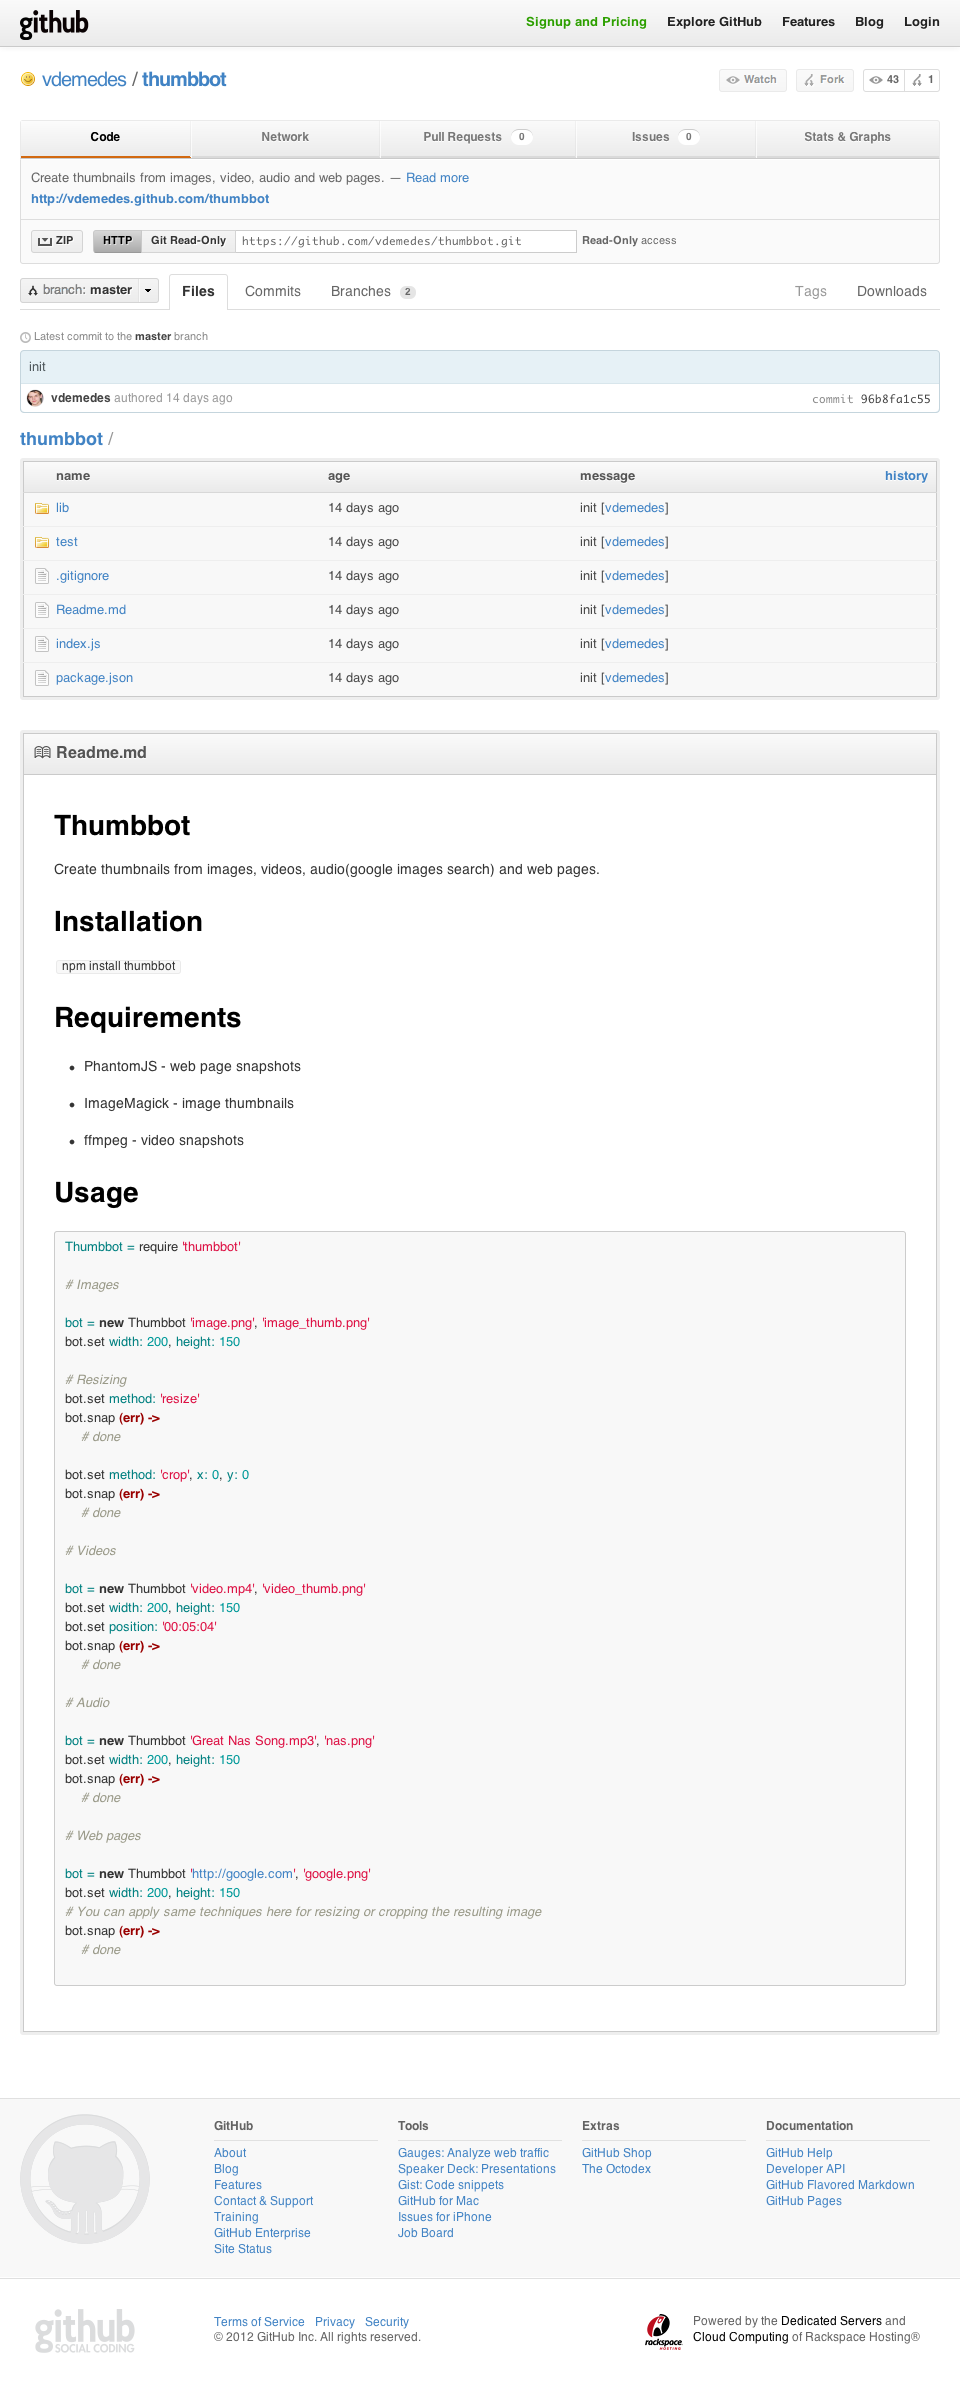 github
Signup and Pricing Explore GitHub Features Blog Login
vdemedes / thumbbot
Watch Fork 43 1
Code Network Pull Requests 0 Issues 0 Stats & Graphs
Create thumbnails from images, video, audio and web pages. — Read more
http://vdemedes.github.com/thumbbot
ZIP HTTP Git Read-Only https://github.com/vdemedes/thumbbot.git Read-Only access
branch: master Files Commits Branches 2 Tags Downloads
Latest commit to the master branch
init
vdemedes authored 14 days ago commit 96b8fa1c55
thumbbot /
name age message history
lib 14 days ago init [vdemedes]
test 14 days ago init [vdemedes]
.gitignore 14 days ago init [vdemedes]
Readme.md 14 days ago init [vdemedes]
index.js 14 days ago init [vdemedes]
package.json 14 days ago init [vdemedes]
Readme.md
Thumbbot
Create thumbnails from images, videos, audio(google images search) and web pages.
Installation
npm install thumbbot
Requirements
• PhantomJS - web page snapshots
• ImageMagick - image thumbnails
• ffmpeg - video snapshots
Usage
Thumbbot = require 'thumbbot'
# Images
bot = new Thumbbot 'image.png', 'image_thumb.png'
bot.set width: 200, height: 150
# Resizing
bot.set method: 'resize'
bot.snap (err) ->
# done
bot.set method: 'crop', x: 0, y: 0
bot.snap (err) ->
# done
# Videos
bot = new Thumbbot 'video.mp4', 'video_thumb.png'
bot.set width: 200, height: 150
bot.set position: '00:05:04'
bot.snap (err) ->
# done
# Audio
bot = new Thumbbot 'Great Nas Song.mp3', 'nas.png'
bot.set width: 200, height: 150
bot.snap (err) ->
# done
# Web pages
bot = new Thumbbot 'http://google.com', 'google.png'
bot.set width: 200, height: 150
# You can apply same techniques here for resizing or cropping the resulting image
bot.snap (err) ->
# done
GitHub
About
Blog
Features
Contact & Support
Training
GitHub Enterprise
Site Status
Tools
Gauges: Analyze web traffic
Speaker Deck: Presentations
Gist: Code snippets
GitHub for Mac
Issues for iPhone
Job Board
Extras
GitHub Shop
The Octodex
Documentation
GitHub Help
Developer API
GitHub Flavored Markdown
GitHub Pages
github
SOCIAL CODING
Terms of Service Privacy Security
© 2012 GitHub Inc. All rights reserved.
rackspace
HOSTING
Powered by the Dedicated Servers and
Cloud Computing of Rackspace Hosting®